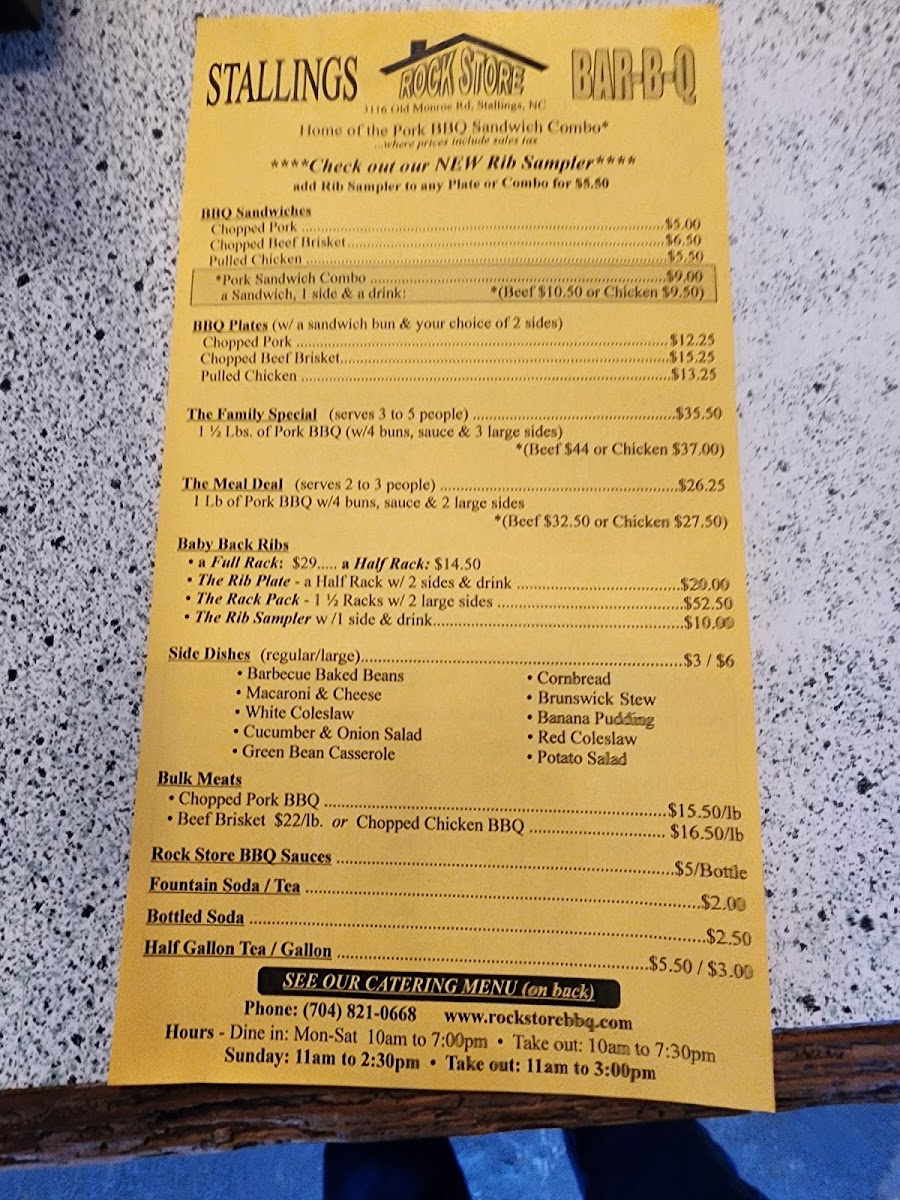 STALLINGS ROCK STORE BAR-B-Q
3116 Old Monroe Rd, Stallings, NC
Home of the Pork BBQ Sandwich Combo*
...where prices include sales tax
****Check out our NEW Rib Sampler****
add Rib Sampler to any Plate or Combo for $5.50
BBQ Sandwiches
Chopped Pork ........ $5.00
Chopped Beef Brisket ........ $6.50
Pulled Chicken ........ $5.50
*Pork Sandwich Combo ........ $9.00
a Sandwich, 1 side & a drink: *(Beef $10.50 or Chicken $9.50)
BBQ Plates (w/ a sandwich bun & your choice of 2 sides)
Chopped Pork ........ $12.25
Chopped Beef Brisket ........ $15.25
Pulled Chicken ........ $13.25
The Family Special (serves 3 to 5 people) ........ $35.50
1 ½ Lbs. of Pork BBQ (w/4 buns, sauce & 3 large sides)
*(Beef $44 or Chicken $37.00)
The Meal Deal (serves 2 to 3 people) ........ $26.25
1 Lb of Pork BBQ w/4 buns, sauce & 2 large sides
*(Beef $32.50 or Chicken $27.50)
Baby Back Ribs
• a Full Rack: $29..... a Half Rack: $14.50
• The Rib Plate - a Half Rack w/ 2 sides & drink ........ $20.00
• The Rack Pack - 1 ½ Racks w/ 2 large sides ........ $52.50
• The Rib Sampler w /1 side & drink ........ $10.00
Side Dishes (regular/large) ........ $3 / $6
• Barbecue Baked Beans
• Macaroni & Cheese
• White Coleslaw
• Cucumber & Onion Salad
• Green Bean Casserole
• Cornbread
• Brunswick Stew
• Banana Pudding
• Red Coleslaw
• Potato Salad
Bulk Meats
• Chopped Pork BBQ ........ $15.50/lb
• Beef Brisket $22/lb. or Chopped Chicken BBQ ........ $16.50/lb
Rock Store BBQ Sauces ........ $5/Bottle
Fountain Soda / Tea ........ $2.00
Bottled Soda ........ $2.50
Half Gallon Tea / Gallon ........ $5.50 / $3.00
SEE OUR CATERING MENU (on back)
Phone: (704) 821-0668 www.rockstorebbq.com
Hours - Dine in: Mon-Sat 10am to 7:00pm • Take out: 10am to 7:30pm
Sunday: 11am to 2:30pm • Take out: 11am to 3:00pm